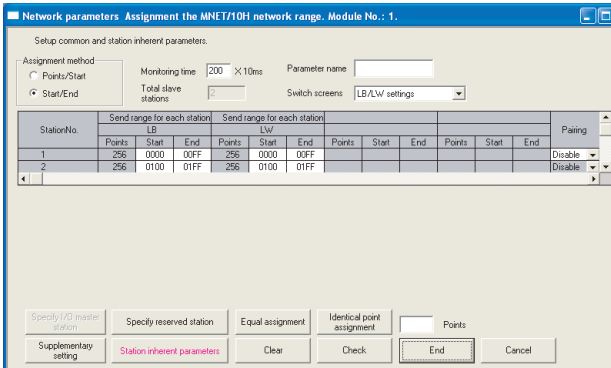 Network parameters Assignment the MNET/10H network range. Module No.: 1.
Setup common and station inherent parameters.
Assignment method
Points/Start
Start/End
Monitoring time 200 ×10ms
Parameter name
Total slave stations 2
Switch screens LB/LW settings
Send range for each station Send range for each station
StationNo. LB LW Pairing
Points Start End Points Start End Points Start End Points Start End
1 256 0000 00FF 256 0000 00FF Disable
2 256 0100 01FF 256 0100 01FF Disable
Specify I/O master station
Specify reserved station
Equal assignment
Identical point assignment
Points
Supplementary setting
Station inherent parameters
Clear
Check
End
Cancel